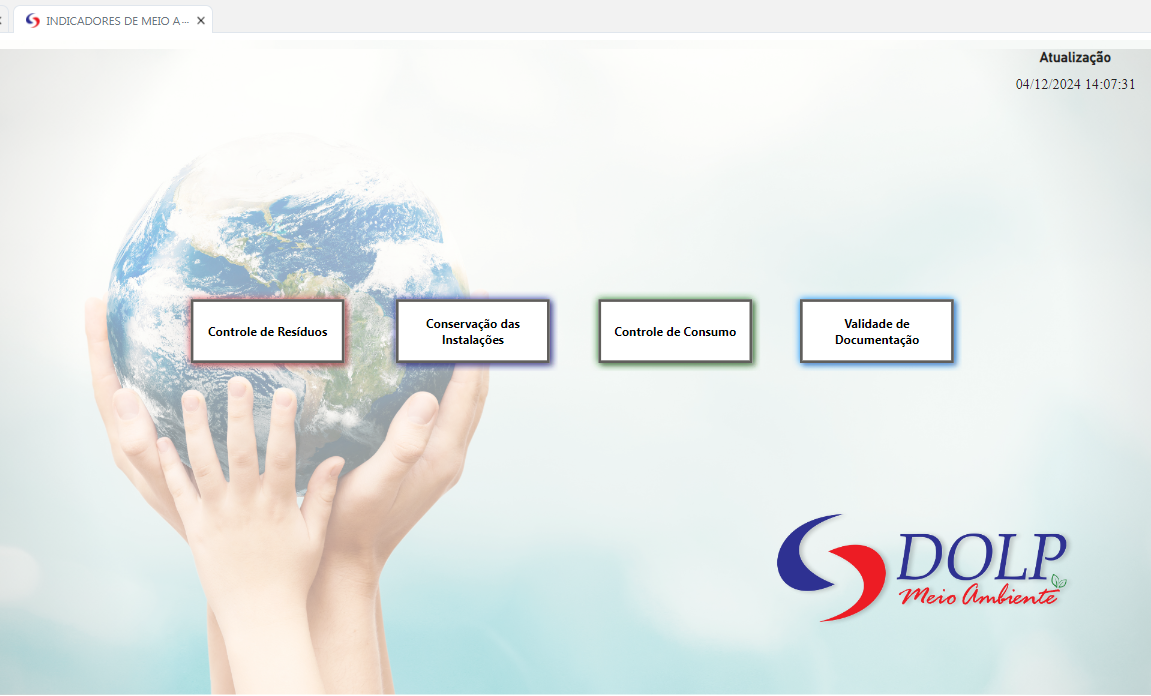 INDICADORES DE MEIO A...
Atualização
04/12/2024 14:07:31
Controle de Resíduos
Conservação das
Instalações
Controle de Consumo
Validade de
Documentação
DOLP
Meio Ambiente